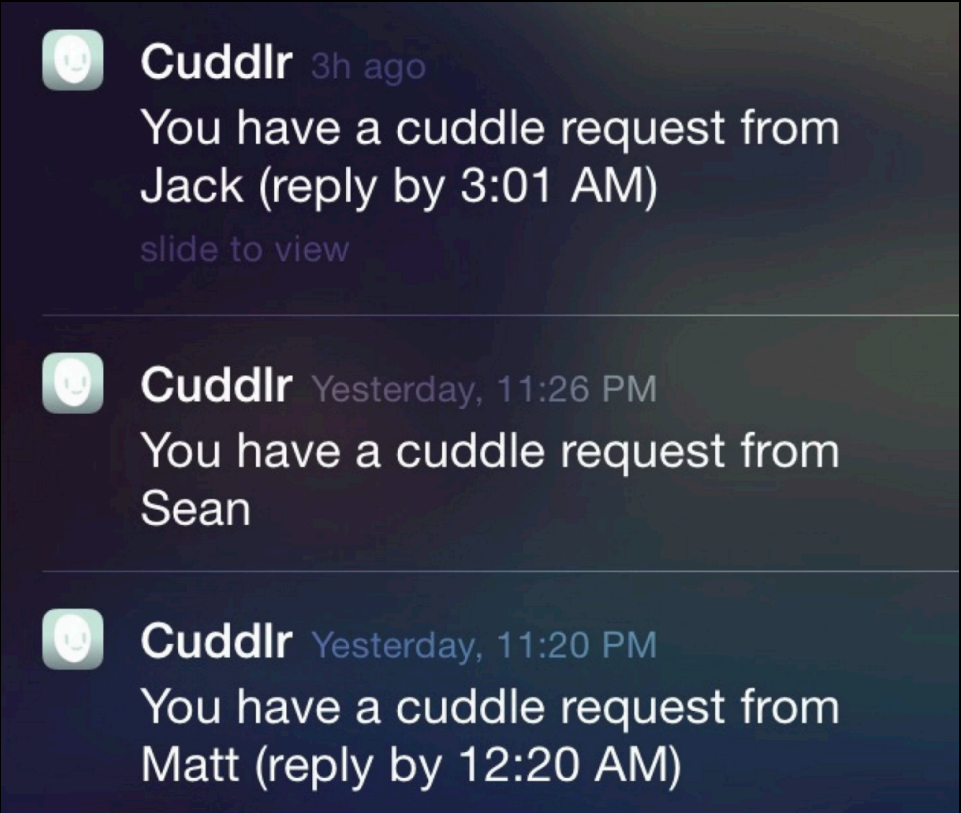 Cuddlr 3h ago
You have a cuddle request from
Jack (reply by 3:01 AM)
slide to view
Cuddlr Yesterday, 11:26 PM
You have a cuddle request from
Sean
Cuddlr Yesterday, 11:20 PM
You have a cuddle request from
Matt (reply by 12:20 AM)